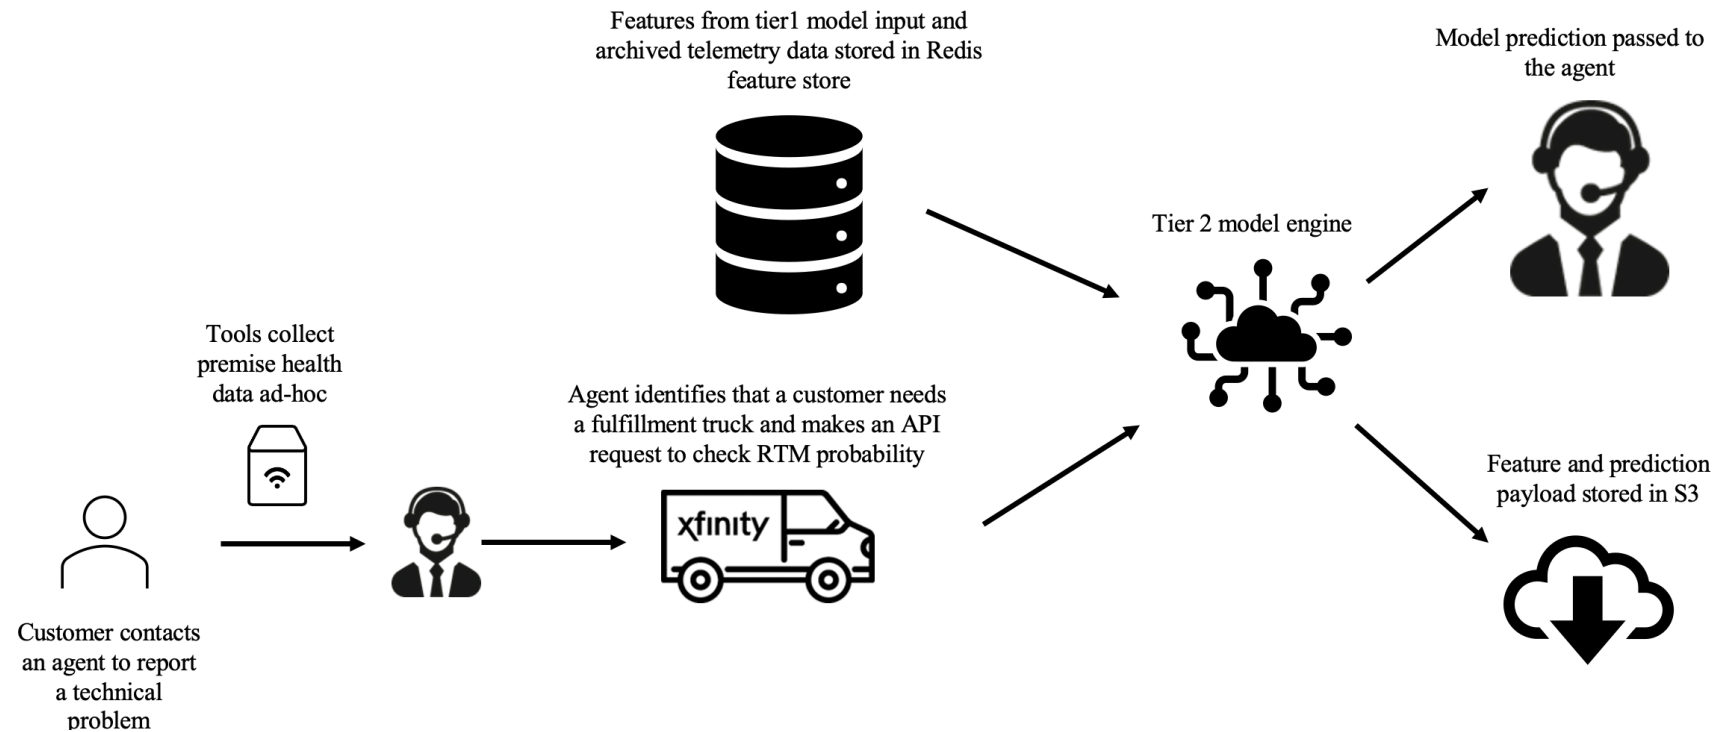 Features from tier1 model input and
archived telemetry data stored in Redis
feature store
Model prediction passed to
the agent
Tier 2 model engine
Tools collect
premise health
data ad-hoc
Agent identifies that a customer needs
a fulfillment truck and makes an API
request to check RTM probability
xfinity
Feature and prediction
payload stored in S3
Customer contacts
an agent to report
a technical
problem